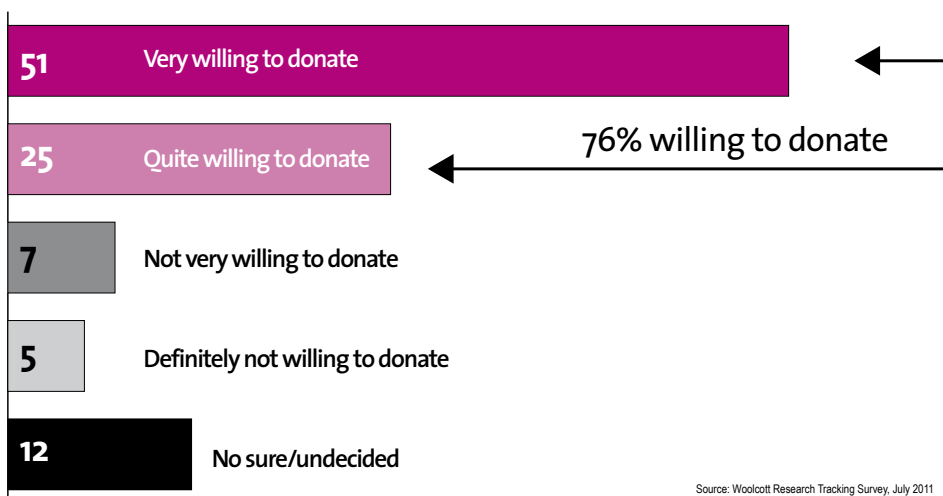 51 Very willing to donate
25 Quite willing to donate
76% willing to donate
7 Not very willing to donate
5 Definitely not willing to donate
12 No sure/undecided
Source: Woolcott Research Tracking Survey, July 2011